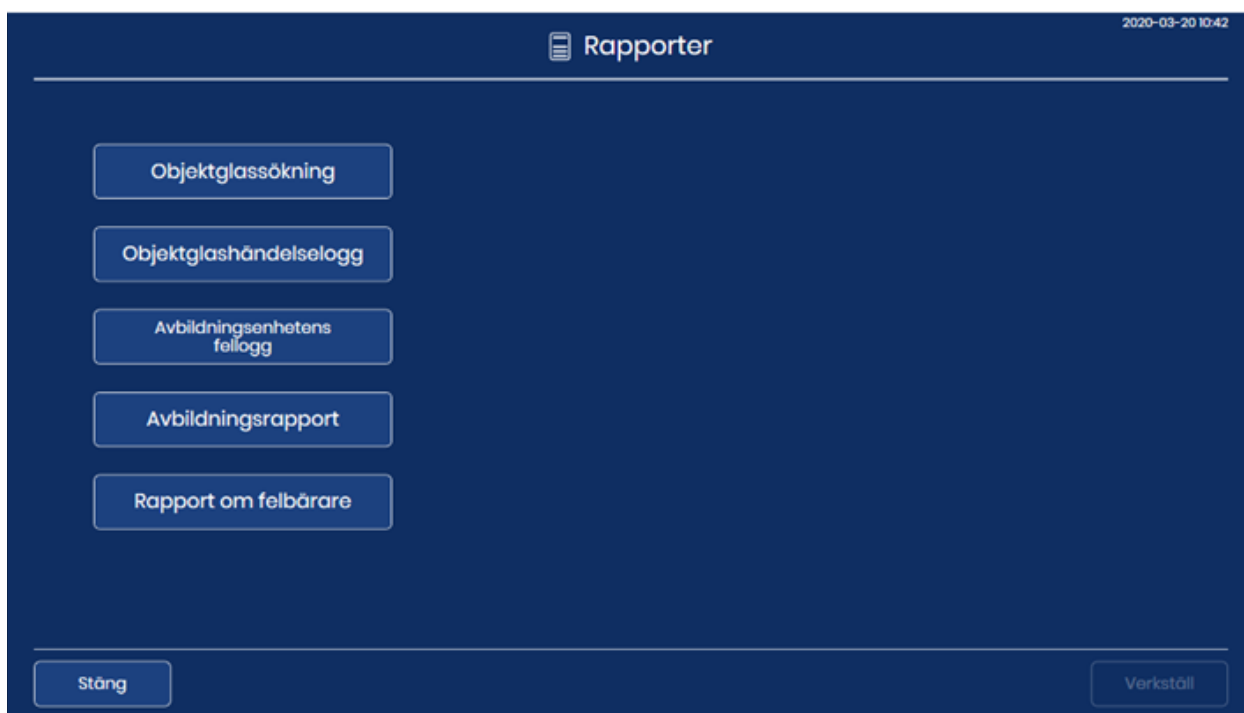 2020-03-20 10:42
Rapporter
Objektglassökning
Objektglashändelselogg
Avbildningsenhetens
fellogg
Avbildningsrapport
Rapport om felbärare
Stäng
Verkställ